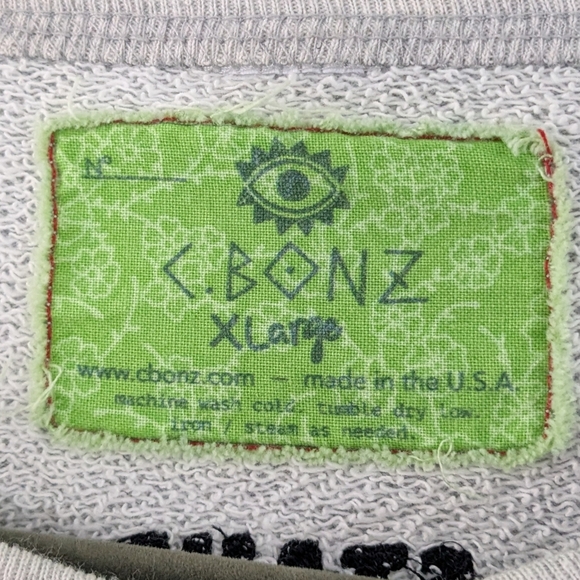 Nº
C.BONZ
XLarge
www.cbonz.com — made in the U.S.A.
machine wash cold. tumble dry low.
iron / steam as needed.